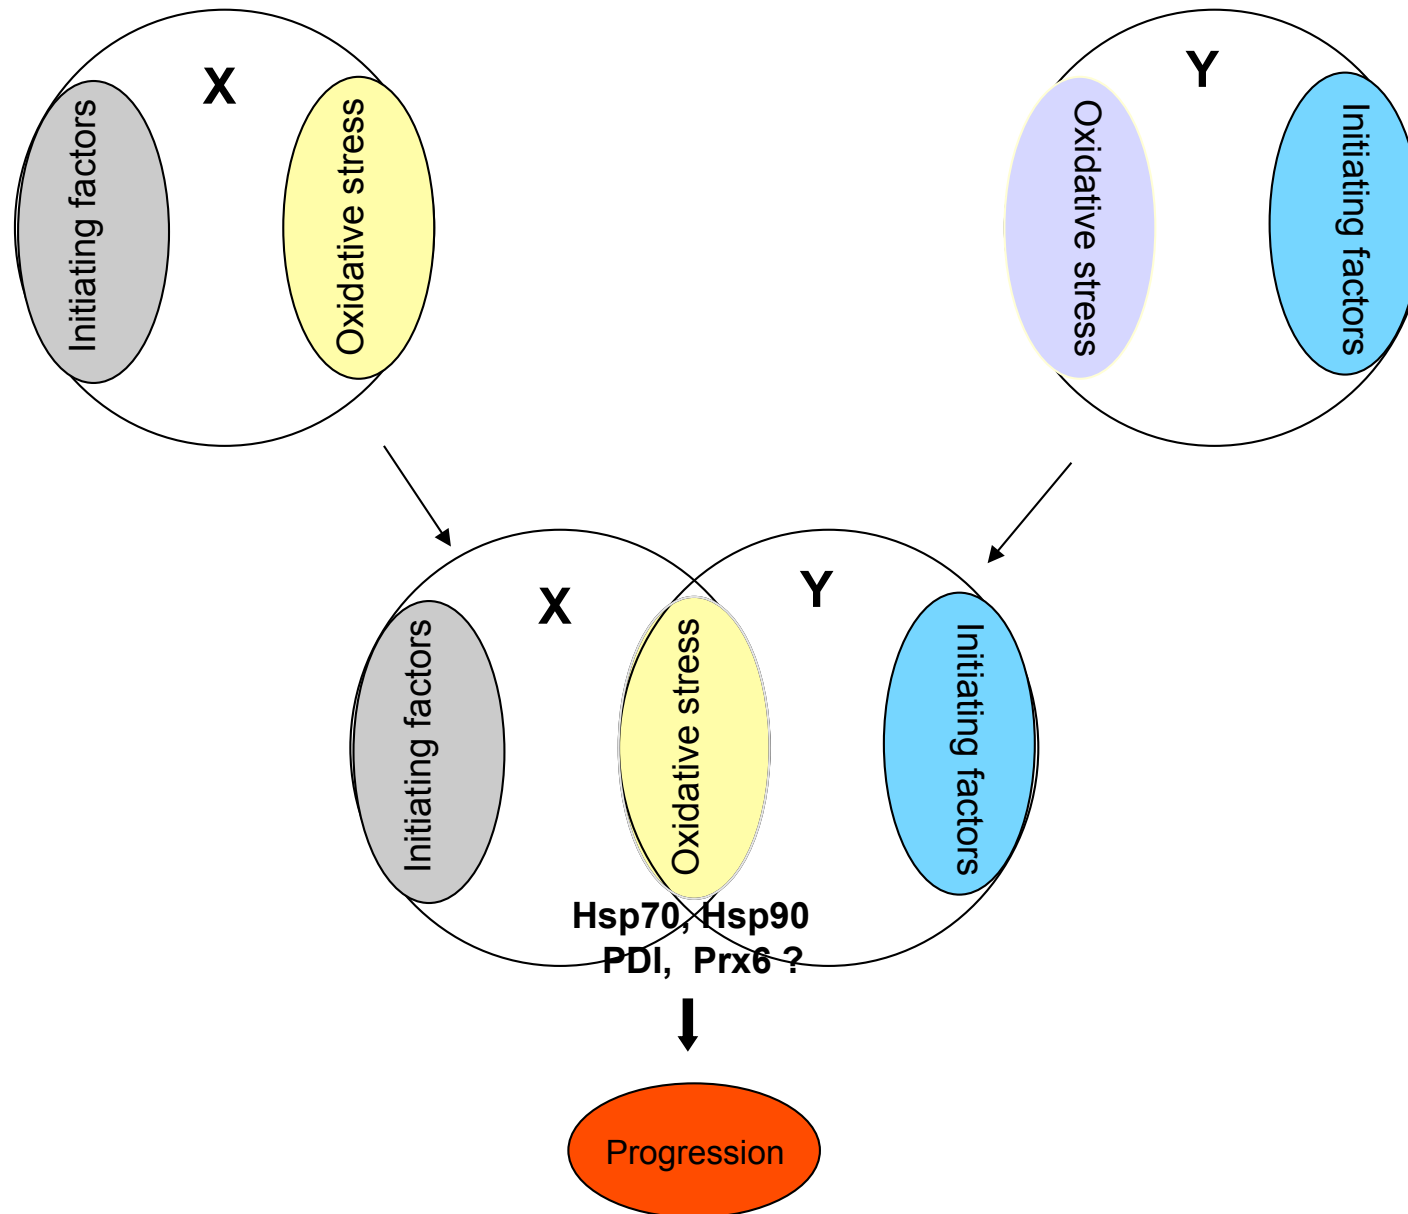 X
Initiating factors
Oxidative stress
Y
Oxidative stress
Initiating factors
X
Initiating factors
Oxidative stress
Y
Initiating factors
Hsp70, Hsp90
PDI, Prx6 ?
Progression